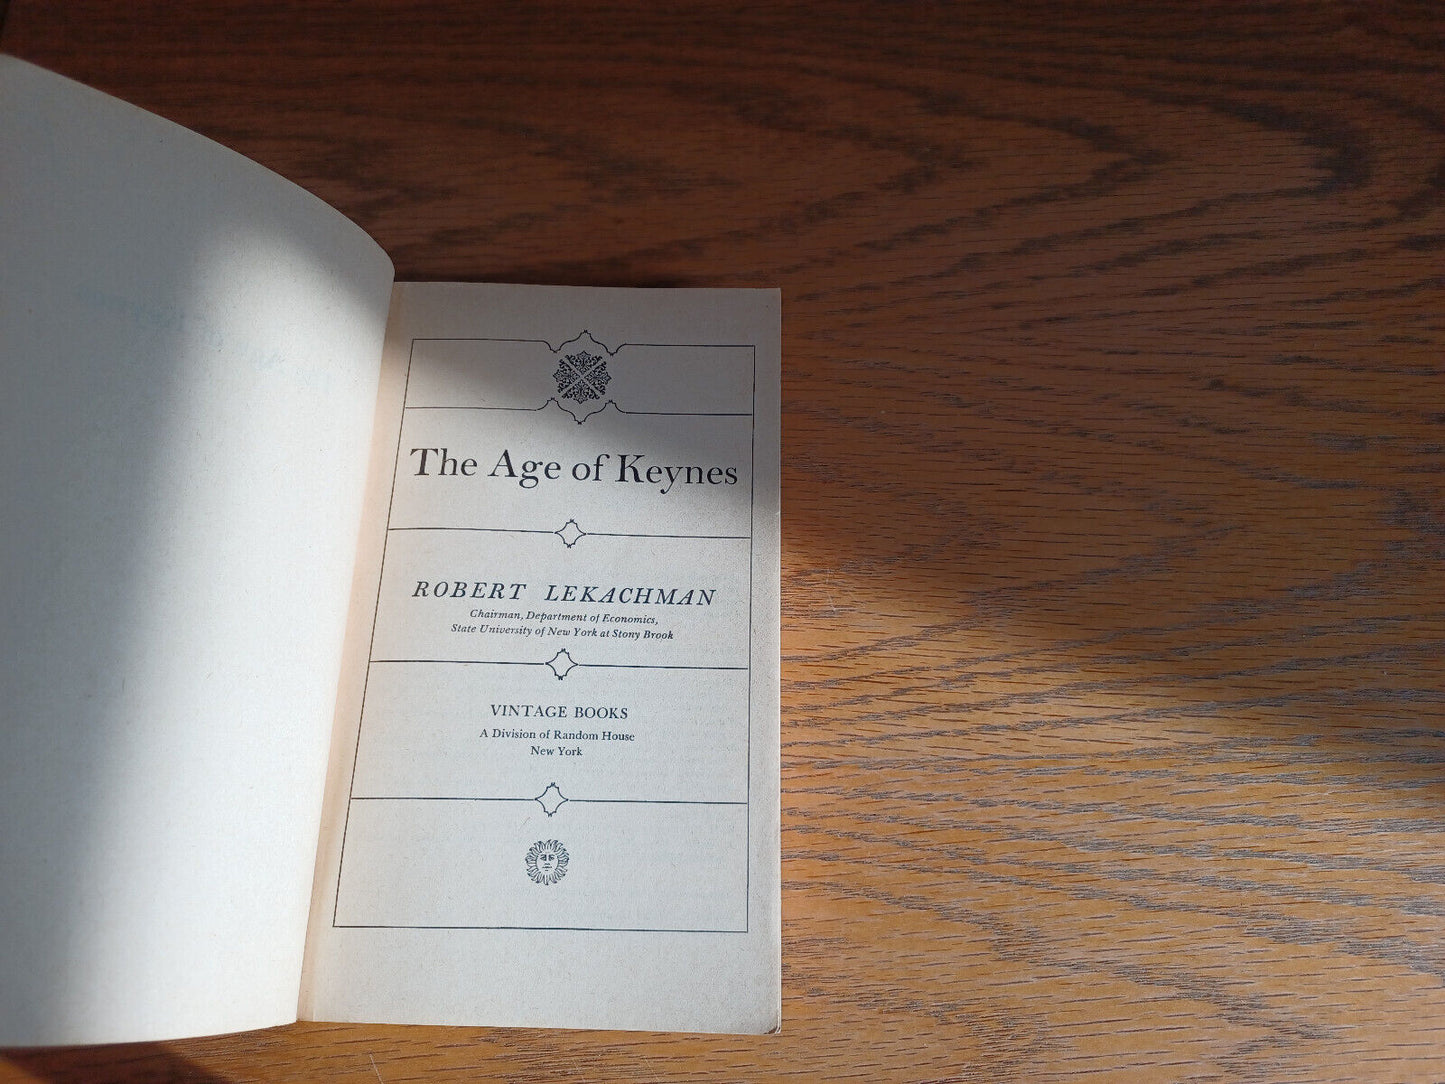 The Age of Keynes
ROBERT LEKACHMAN
Chairman, Department of Economics,
State University of New York at Stony Brook
VINTAGE BOOKS
A Division of Random House
New York